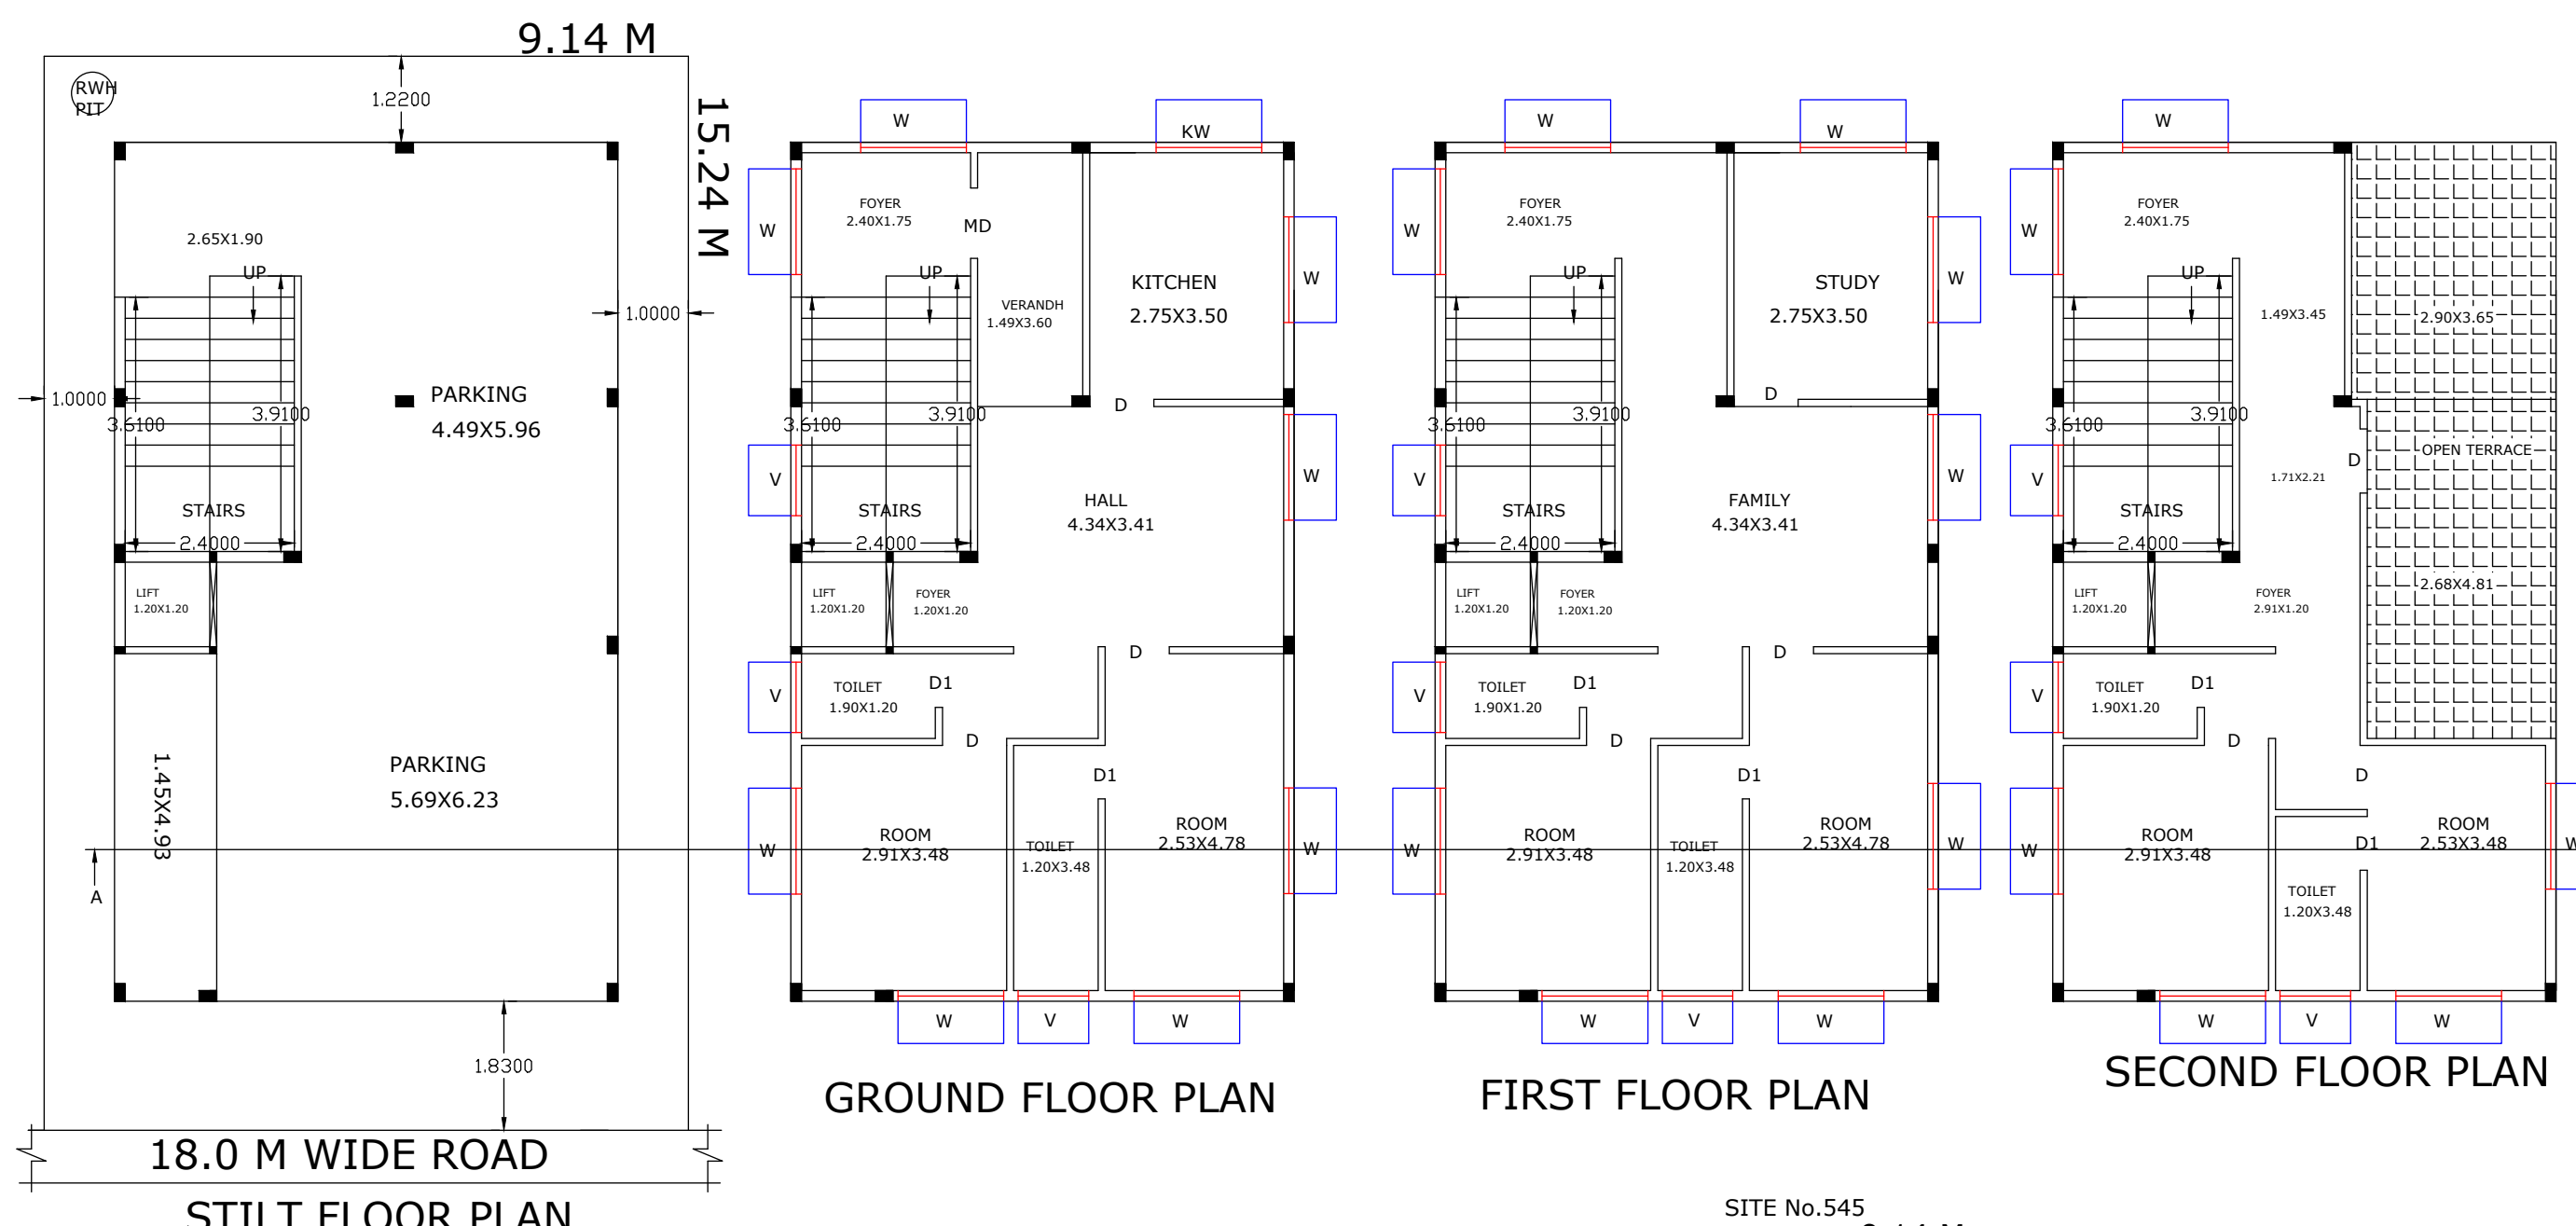 9.14 M
15.24 M
RWH
PIT
1.2200
2.65X1.90
UP
1.0000
1.0000
3.6100
3.9100
PARKING
4.49X5.96
STAIRS
2.4000
LIFT
1.20X1.20
1.45X4.93
PARKING
5.69X6.23
A
1.8300
18.0 M WIDE ROAD
STILT FLOOR PLAN
W
KW
W
FOYER
2.40X1.75
MD
UP
VERANDH
1.49X3.60
KITCHEN
2.75X3.50
W
D
3.6100
3.9100
V
HALL
4.34X3.41
W
STAIRS
2.4000
LIFT
1.20X1.20
FOYER
1.20X1.20
D
V
TOILET
1.90X1.20
D1
D
D1
W
ROOM
2.91X3.48
TOILET
1.20X3.48
ROOM
2.53X4.78
W
W
V
W
GROUND FLOOR PLAN
W
W
W
FOYER
2.40X1.75
UP
STUDY
2.75X3.50
W
D
3.6100
3.9100
V
FAMILY
4.34X3.41
W
STAIRS
2.4000
LIFT
1.20X1.20
FOYER
1.20X1.20
D
V
TOILET
1.90X1.20
D1
D
D1
W
ROOM
2.91X3.48
TOILET
1.20X3.48
ROOM
2.53X4.78
W
W
V
W
FIRST FLOOR PLAN
W
W
FOYER
2.40X1.75
UP
1.49X3.45
2.90X3.65
3.6100
3.9100
V
D
OPEN TERRACE
1.71X2.21
STAIRS
2.4000
LIFT
1.20X1.20
FOYER
2.91X1.20
2.68X4.81
V
TOILET
1.90X1.20
D1
D
D
W
ROOM
2.91X3.48
D1
ROOM
2.53X3.48
W
TOILET
1.20X3.48
W
V
W
SECOND FLOOR PLAN
SITE No.545